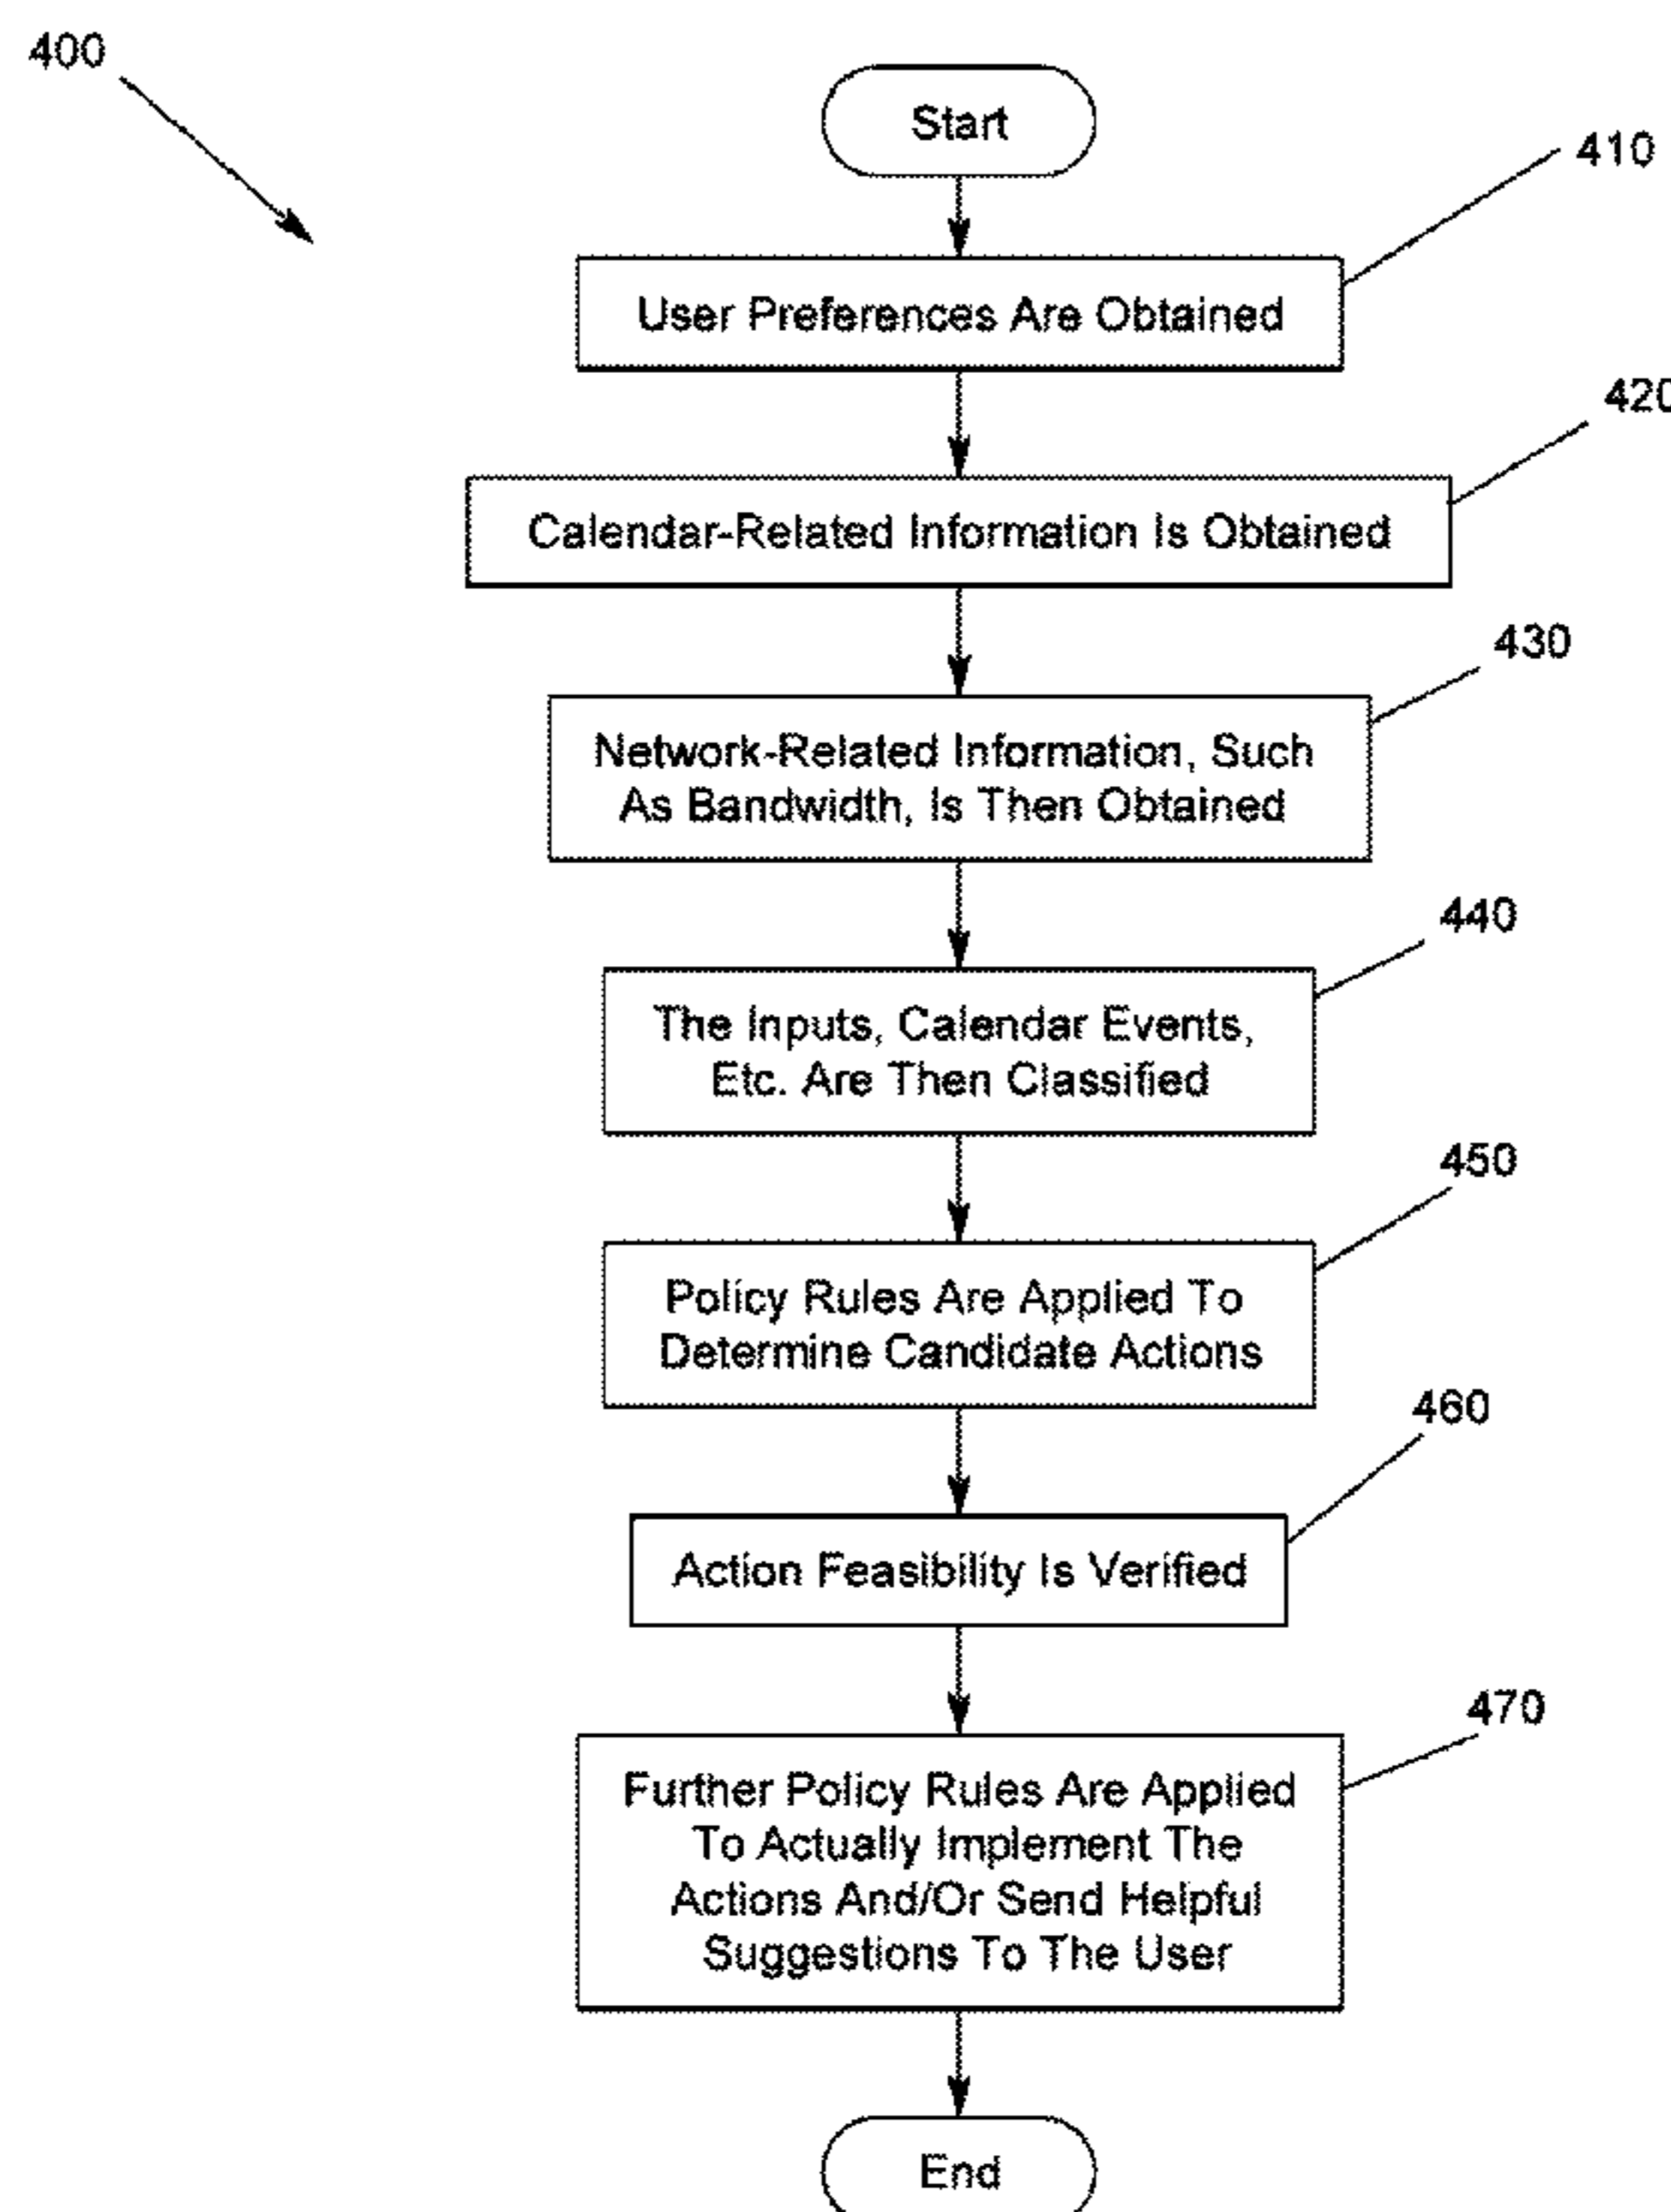 400
Start
410
User Preferences Are Obtained
420
Calendar-Related Information Is Obtained
430
Network-Related Information, Such
As Bandwidth, Is Then Obtained
440
The Inputs, Calendar Events,
Etc. Are Then Classified
450
Policy Rules Are Applied To
Determine Candidate Actions
460
Action Feasibility Is Verified
470
Further Policy Rules Are Applied
To Actually Implement The
Actions And/Or Send Helpful
Suggestions To The User
End